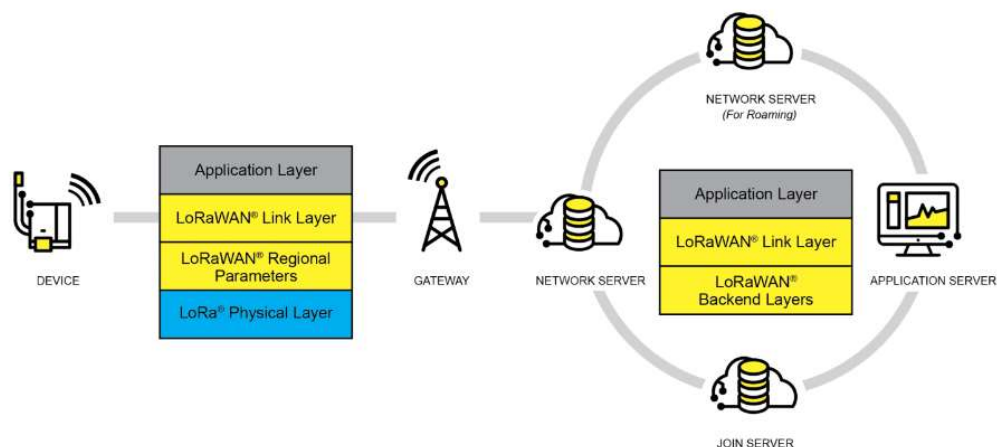 NETWORK SERVER
(For Roaming)
Application Layer
LoRaWAN® Link Layer
LoRaWAN® Regional
Parameters
LoRa® Physical Layer
Application Layer
LoRaWAN® Link Layer
LoRaWAN®
Backend Layers
DEVICE
GATEWAY
NETWORK SERVER
APPLICATION SERVER
JOIN SERVER